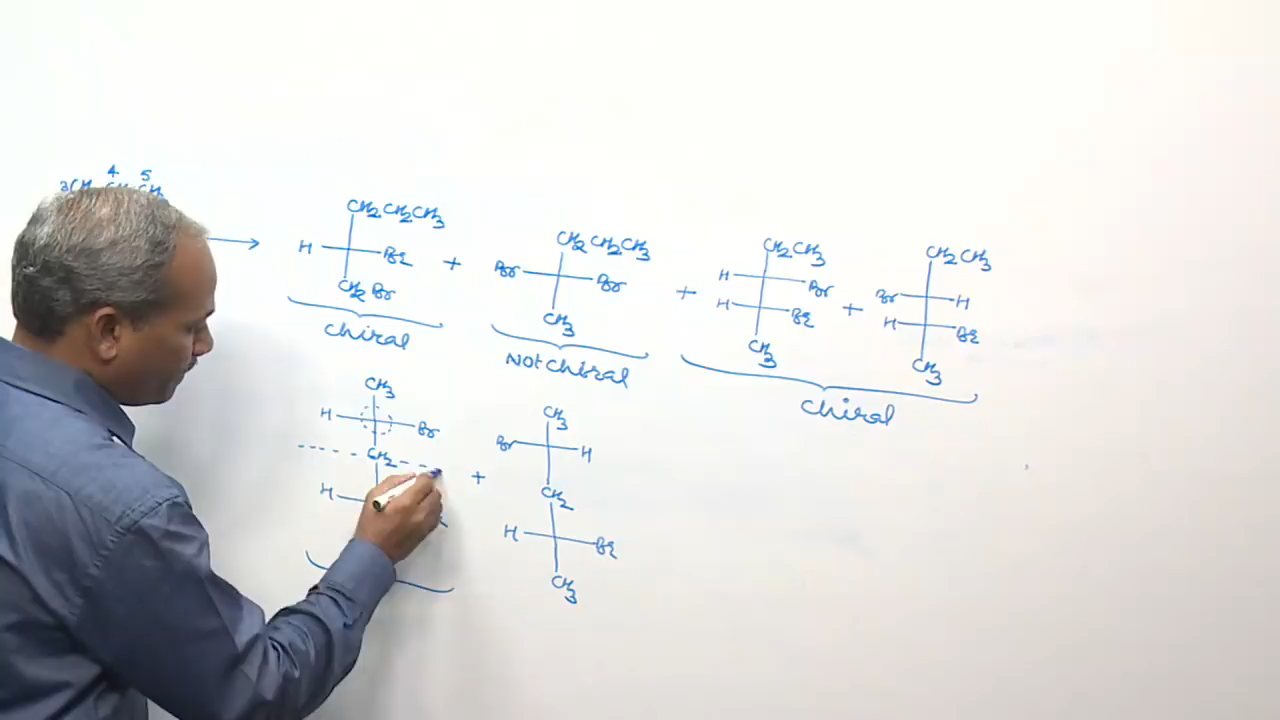 4 5
CH2CH2CH3
H Br
CH2Br
chiral
+
CH2CH2CH3
Br Br
CH3
Not chiral
+
CH2CH3
H Br
H Br
CH3
+
CH2CH3
Br H
H Br
CH3
chiral
CH3
H Br
CH2
H
+
CH3
Br H
CH2
H Br
CH3